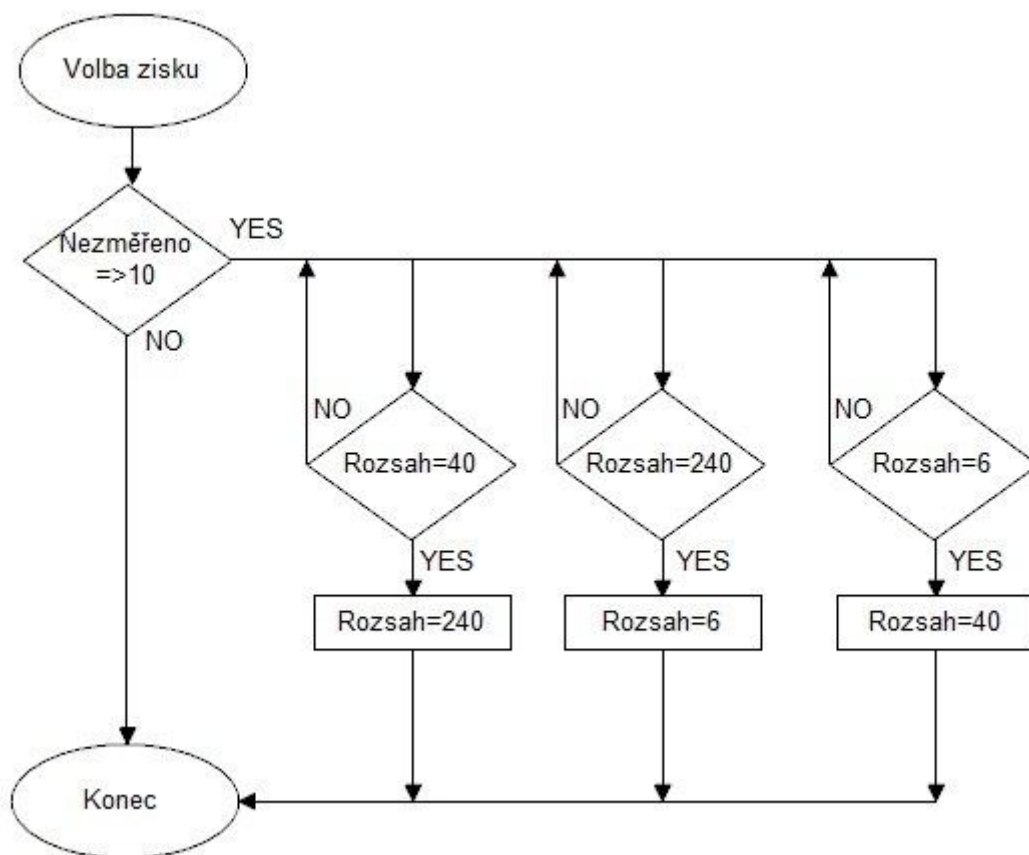 Volba zisku
Nezměřeno
=>10
YES
NO
NO
NO
NO
Rozsah=40
Rozsah=240
Rozsah=6
YES
YES
YES
Rozsah=240
Rozsah=6
Rozsah=40
Konec